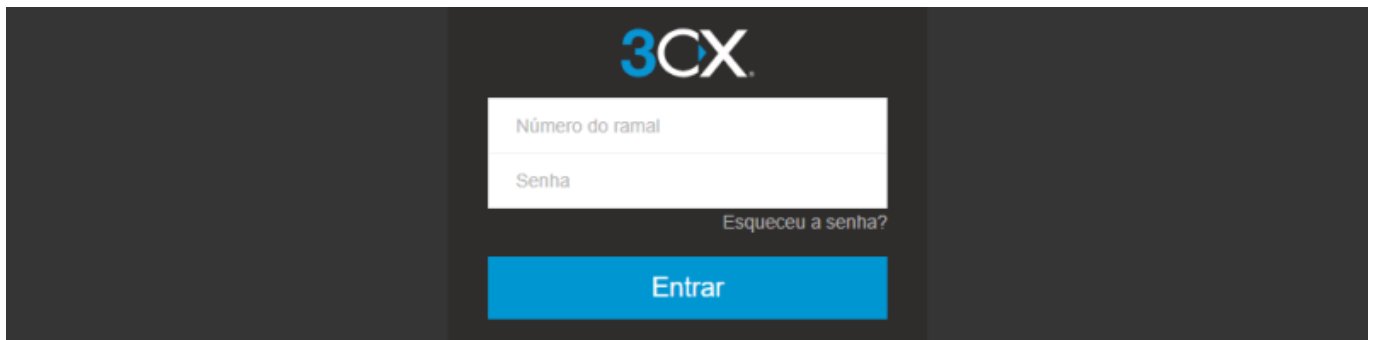 3CX
Número do ramal
Senha
Esqueceu a senha?
Entrar